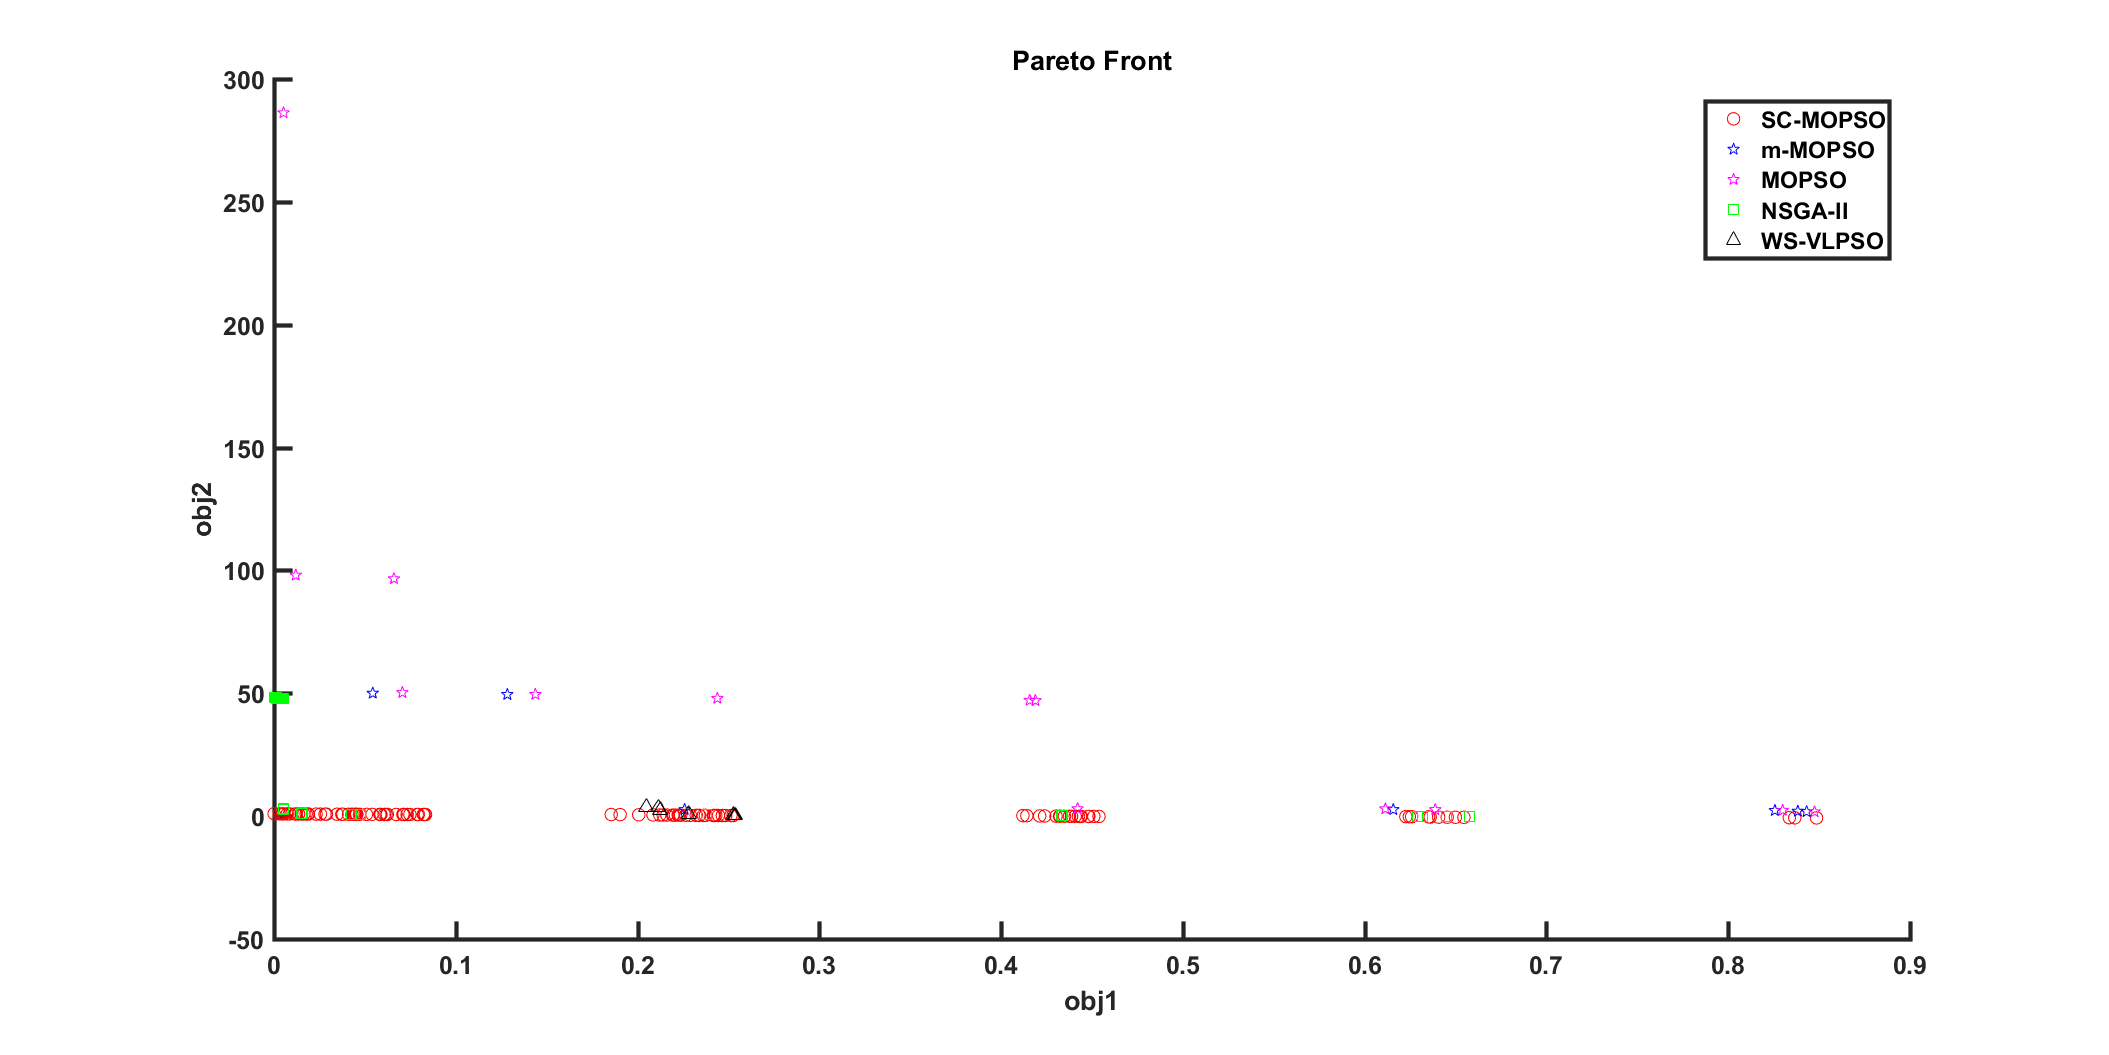 Pareto Front
300
250
200
150
100
50
0
-50
obj2
0 0.1 0.2 0.3 0.4 0.5 0.6 0.7 0.8 0.9
obj1
SC-MOPSO
m-MOPSO
MOPSO
NSGA-II
WS-VLPSO